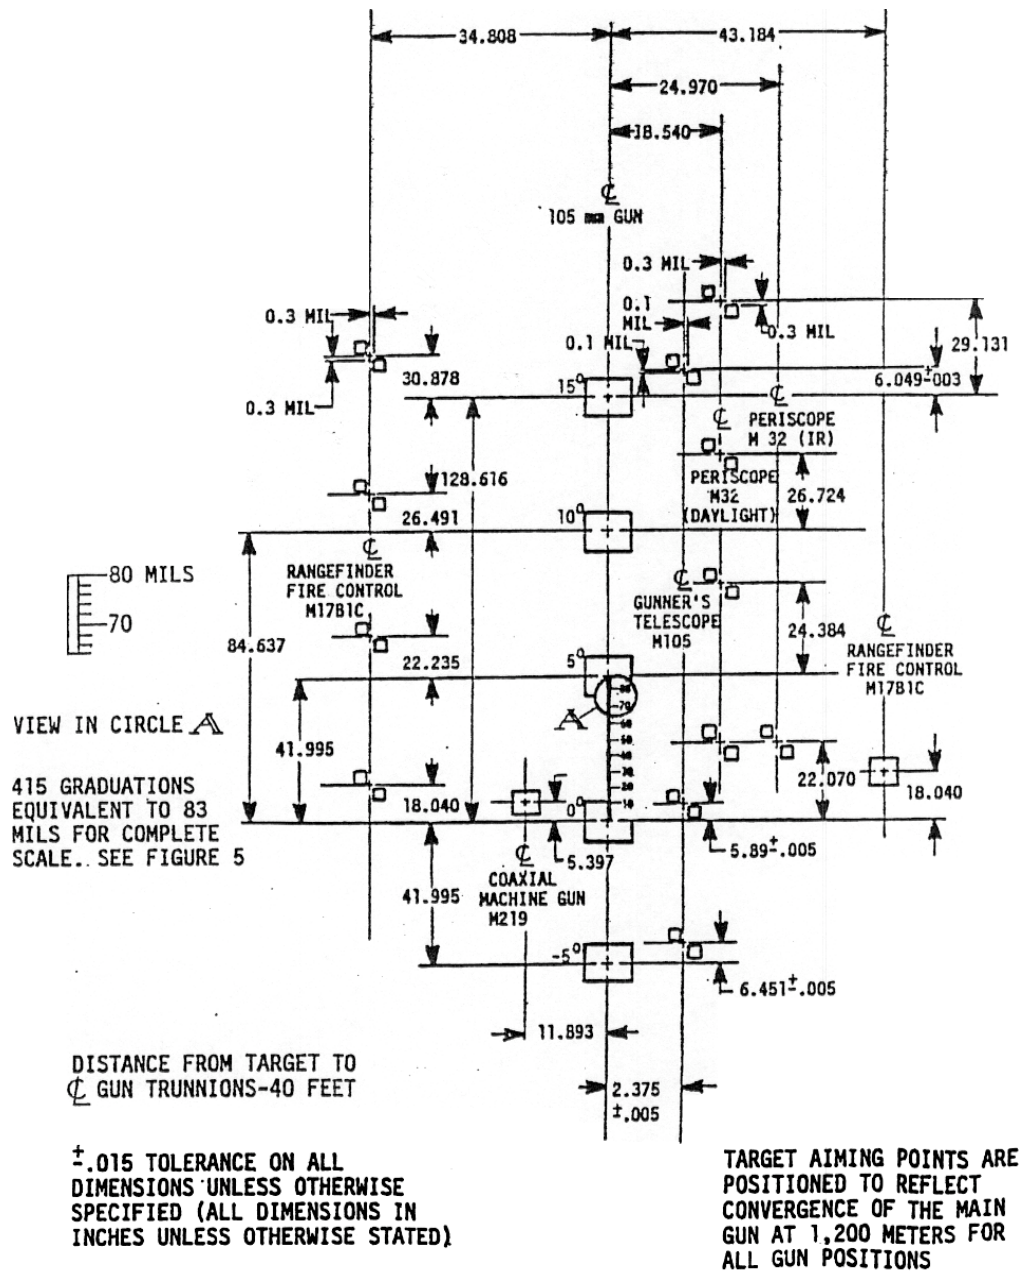 34.808
43.184
24.970
18.540
℄
105 mm GUN
0.3 MIL
0.1
MIL
0.3 MIL
0.3 MIL
0.1 MIL
29.131
30.878
6.049±.003
0.3 MIL
15°
℄
PERISCOPE
M 32 (IR)
℄
128.616
PERISCOPE
M32
(DAYLIGHT)
26.724
26.491
10°
℄
RANGEFINDER
FIRE CONTROL
M17B1C
80 MILS
70
℄
GUNNER'S
TELESCOPE
M105
24.384
℄
RANGEFINDER
FIRE CONTROL
M17B1C
84.637
22.235
5°
80
70
60
50
40
30
20
10
A
VIEW IN CIRCLE A
41.995
22.070
18.040
415 GRADUATIONS
EQUIVALENT TO 83
MILS FOR COMPLETE
SCALE.. SEE FIGURE 5
18.040
0°
5.397
5.89±.005
℄
COAXIAL
MACHINE GUN
M219
41.995
-5°
6.451±.005
11.893
DISTANCE FROM TARGET TO
℄ GUN TRUNNIONS-40 FEET
2.375
±.005
±.015 TOLERANCE ON ALL
DIMENSIONS UNLESS OTHERWISE
SPECIFIED (ALL DIMENSIONS IN
INCHES UNLESS OTHERWISE STATED)
TARGET AIMING POINTS ARE
POSITIONED TO REFLECT
CONVERGENCE OF THE MAIN
GUN AT 1,200 METERS FOR
ALL GUN POSITIONS